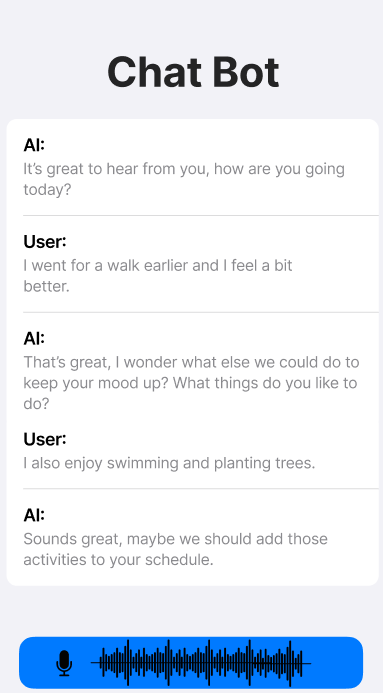 Chat Bot
AI:
It's great to hear from you, how are you going
today?
User:
I went for a walk earlier and I feel a bit
better.
AI:
That's great, I wonder what else we could do to
keep your mood up? What things do you like to
do?
User:
I also enjoy swimming and planting trees.
AI:
Sounds great, maybe we should add those
activities to your schedule.